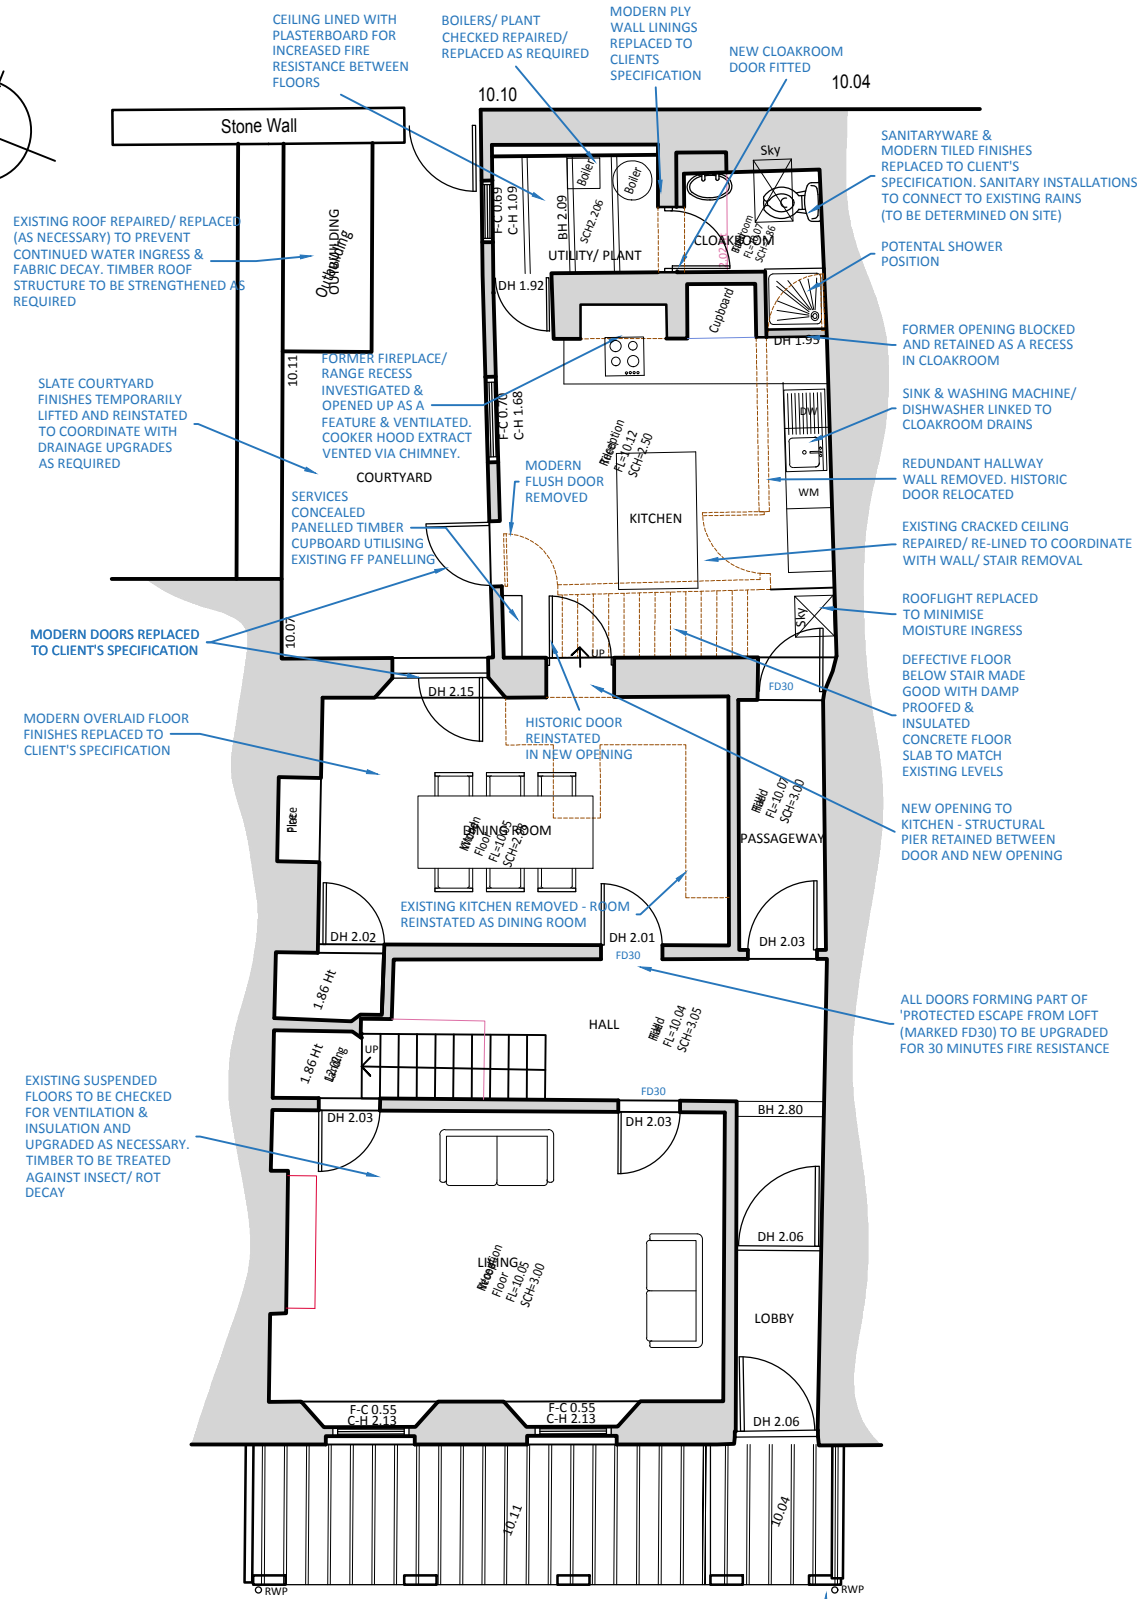 CEILING LINED WITH
PLASTERBOARD FOR
INCREASED FIRE
RESISTANCE BETWEEN
FLOORS
BOILERS/ PLANT
CHECKED REPAIRED/
REPLACED AS REQUIRED
MODERN PLY
WALL LININGS
REPLACED TO
CLIENTS
SPECIFICATION
NEW CLOAKROOM
DOOR FITTED
10.10
10.04
Stone Wall
Sky
SANITARYWARE &
MODERN TILED FINISHES
REPLACED TO CLIENT'S
SPECIFICATION. SANITARY INSTALLATIONS
TO CONNECT TO EXISTING RAINS
(TO BE DETERMINED ON SITE)
Boiler
Boiler
F-C 0.69
C-H 1.09
BH 2.09
SCH2.206
UTILITY/ PLANT
CLOAKROOM
DH 1.92
EXISTING ROOF REPAIRED/ REPLACED
(AS NECESSARY) TO PREVENT
CONTINUED WATER INGRESS &
FABRIC DECAY. TIMBER ROOF
STRUCTURE TO BE STRENGTHENED AS
REQUIRED
OUTBUILDING
Outbuilding
POTENTAL SHOWER
POSITION
Cupboard
DH 1.95
FORMER OPENING BLOCKED
AND RETAINED AS A RECESS
IN CLOAKROOM
10.11
FORMER FIREPLACE/
RANGE RECESS
INVESTIGATED &
OPENED UP AS A
FEATURE & VENTILATED.
COOKER HOOD EXTRACT
VENTED VIA CHIMNEY.
F-C 0.70
C-H 1.68
SLATE COURTYARD
FINISHES TEMPORARILY
LIFTED AND REINSTATED
TO COORDINATE WITH
DRAINAGE UPGRADES
AS REQUIRED
SINK & WASHING MACHINE/
DISHWASHER LINKED TO
CLOAKROOM DRAINS
DW
WM
Reception
FL=10.12
SCH=2.50
KITCHEN
COURTYARD
MODERN
FLUSH DOOR
REMOVED
REDUNDANT HALLWAY
WALL REMOVED. HISTORIC
DOOR RELOCATED
SERVICES
CONCEALED
PANELLED TIMBER
CUPBOARD UTILISING
EXISTING FF PANELLING
EXISTING CRACKED CEILING
REPAIRED/ RE-LINED TO COORDINATE
WITH WALL/ STAIR REMOVAL
Sky
ROOFLIGHT REPLACED
TO MINIMISE
MOISTURE INGRESS
10.07
MODERN DOORS REPLACED
TO CLIENT'S SPECIFICATION
UP
FD30
DEFECTIVE FLOOR
BELOW STAIR MADE
GOOD WITH DAMP
PROOFED &
INSULATED
CONCRETE FLOOR
SLAB TO MATCH
EXISTING LEVELS
DH 2.15
MODERN OVERLAID FLOOR
FINISHES REPLACED TO
CLIENT'S SPECIFICATION
HISTORIC DOOR
REINSTATED
IN NEW OPENING
NEW OPENING TO
KITCHEN - STRUCTURAL
PIER RETAINED BETWEEN
DOOR AND NEW OPENING
Place
DINING ROOM
Floor
FL=10.05
FL=10.07
SCH=3.00
PASSAGEWAY
EXISTING KITCHEN REMOVED - ROOM
REINSTATED AS DINING ROOM
DH 2.02
DH 2.01
FD30
DH 2.03
1.86 Ht
HALL
FL=10.04
SCH=3.05
ALL DOORS FORMING PART OF
'PROTECTED ESCAPE FROM LOFT
(MARKED FD30) TO BE UPGRADED
FOR 30 MINUTES FIRE RESISTANCE
1.86 Ht
Landing
UP
FD30
EXISTING SUSPENDED
FLOORS TO BE CHECKED
FOR VENTILATION &
INSULATION AND
UPGRADED AS NECESSARY.
TIMBER TO BE TREATED
AGAINST INSECT/ ROT
DECAY
DH 2.03
DH 2.03
BH 2.80
DH 2.06
LIVING
Floor
FL=10.05
SCH=3.00
LOBBY
F-C 0.55
C-H 2.13
F-C 0.55
C-H 2.13
DH 2.06
10.11
10.04
RWP
RWP